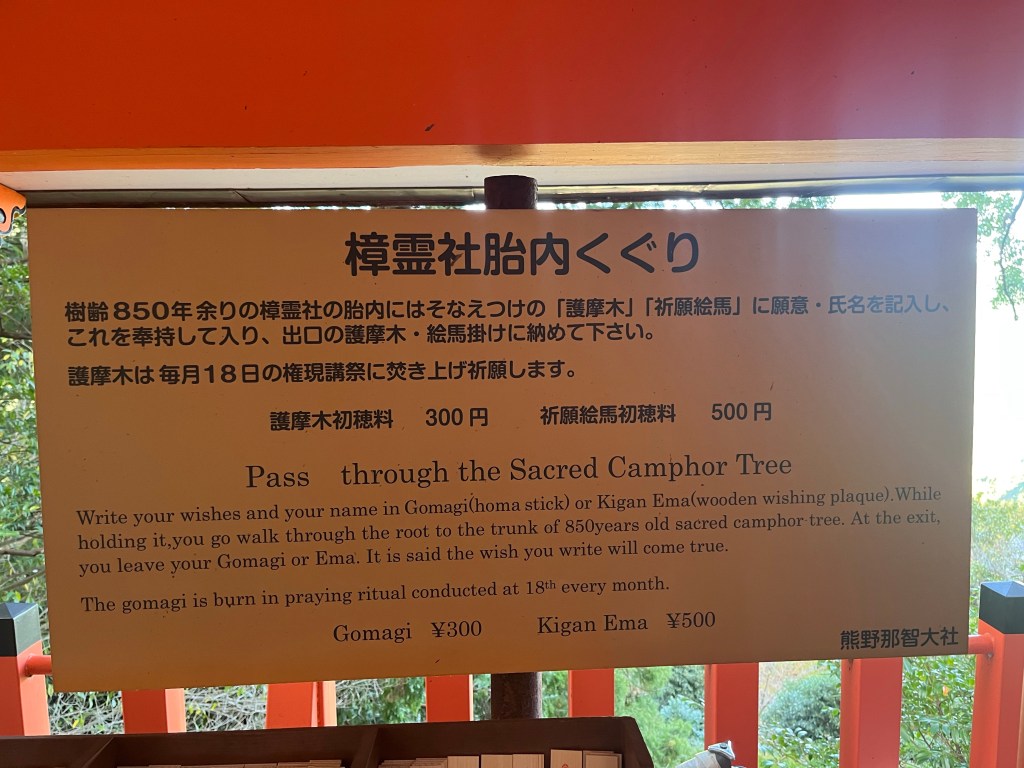 樟霊社胎内くぐり
樹齢850年余りの樟霊社の胎内にはそなえつけの「護摩木」「祈願絵馬」に願意・氏名を記入し、
これを奉持して入り、出口の護摩木・絵馬掛けに納めて下さい。
護摩木は毎月18日の権現講祭に焚き上げ祈願します。
護摩木初穂料 300円 祈願絵馬初穂料 500円
Pass through the Sacred Camphor Tree
Write your wishes and your name in Gomagi(homa stick) or Kigan Ema(wooden wishing plaque).While
holding it,you go walk through the root to the trunk of 850years old sacred camphor-tree. At the exit,
you leave your Gomagi or Ema. It is said the wish you write will come true.
The gomagi is burn in praying ritual conducted at 18th every month.
Gomagi ¥300 Kigan Ema ¥500
熊野那智大社